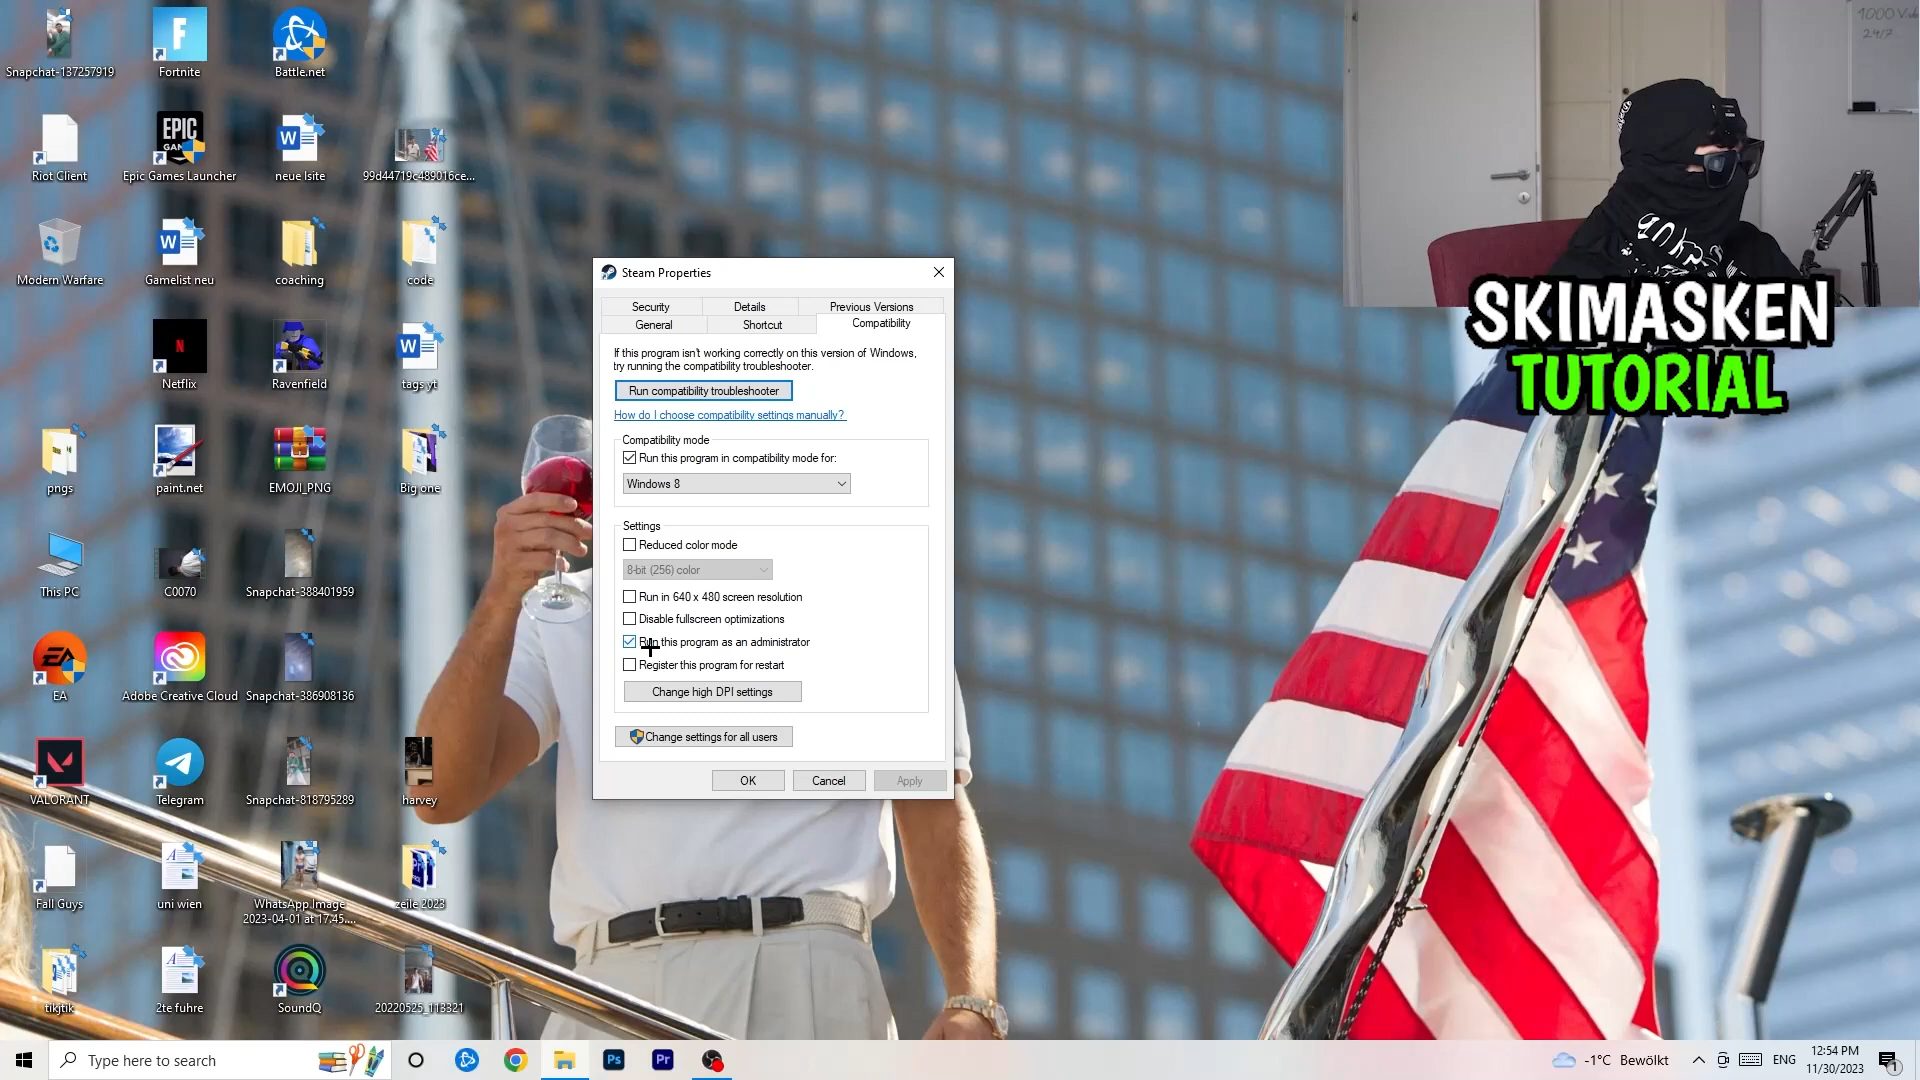 Snapchat-137257919
Fortnite
Battle.net
Riot Client
EPIC
Epic Games Launcher
neue lsite
99d44719c489016ce...
Modern Warfare
Gamelist neu
coaching
code
Netflix
Ravenfield
tags yt
pngs
paint.net
EMOJI_PNG
Big one
This PC
C0070
Snapchat-388401959
EA
Adobe Creative Cloud
Snapchat-386908136
VALORANT
Telegram
Snapchat-818795289
harvey
Fall Guys
uni wien
WhatsApp Image
2023-04-01 at 17.45....
zeile 2023
tikjtik
2te fuhre
SoundQ
20220525_113321
Steam Properties
Security
Details
Previous Versions
General
Shortcut
Compatibility
If this program isn't working correctly on this version of Windows,
try running the compatibility troubleshooter.
Run compatibility troubleshooter
How do I choose compatibility settings manually?
Compatibility mode
Run this program in compatibility mode for:
Windows 8
Settings
Reduced color mode
8-bit (256) color
Run in 640 x 480 screen resolution
Disable fullscreen optimizations
Run this program as an administrator
Register this program for restart
Change high DPI settings
Change settings for all users
OK
Cancel
Apply
SKIMASKEN
TUTORIAL
Type here to search
Ps
Pr
-1°C Bewölkt
ENG
12:54 PM
11/30/2023
1